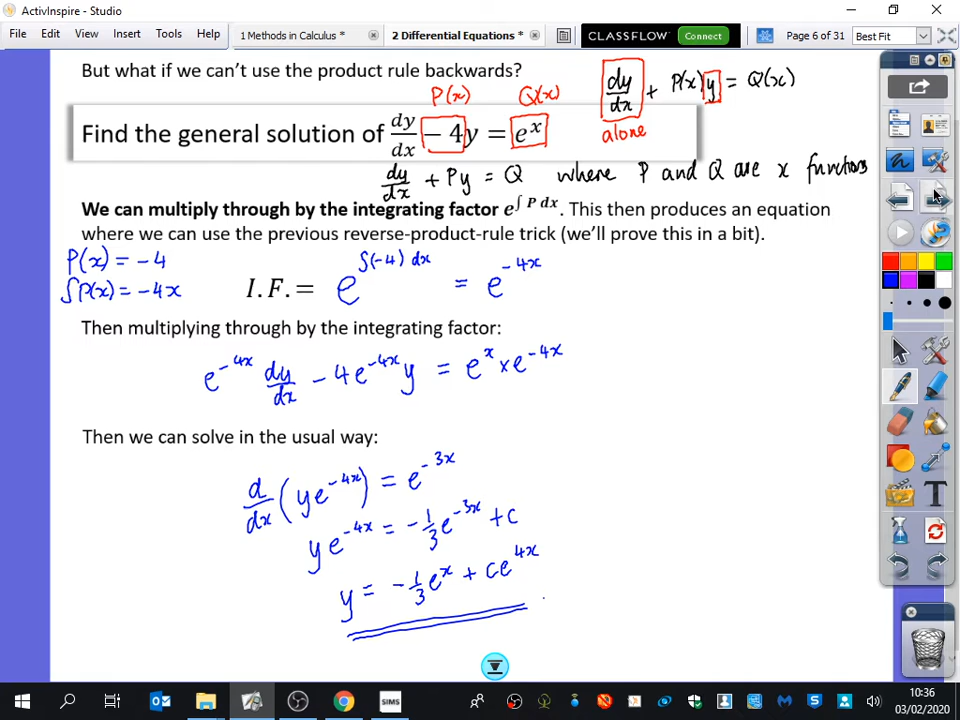 ActivInspire - Studio
File Edit View Insert Tools Help 1 Methods in Calculus * 2 Differential Equations * CLASSFLOW Connect Page 6 of 31 Best Fit
But what if we can't use the product rule backwards?
dy/dx + P(x)y = Q(x)
P(x) Q(x)
alone
Find the general solution of dy/dx − 4y = e^x
dy/dx + Py = Q where P and Q are x functions
We can multiply through by the integrating factor e^{∫ P dx}. This then produces an equation
where we can use the previous reverse-product-rule trick (we'll prove this in a bit).
P(x) = -4
∫P(x) = -4x
I.F. = e^{∫(-4) dx} = e^{-4x}
Then multiplying through by the integrating factor:
e^{-4x} dy/dx - 4e^{-4x}y = e^x × e^{-4x}
Then we can solve in the usual way:
d/dx (ye^{-4x}) = e^{-3x}
ye^{-4x} = -1/3 e^{-3x} + c
y = -1/3 e^x + ce^{4x}
T
SIMS
10:36
03/02/2020